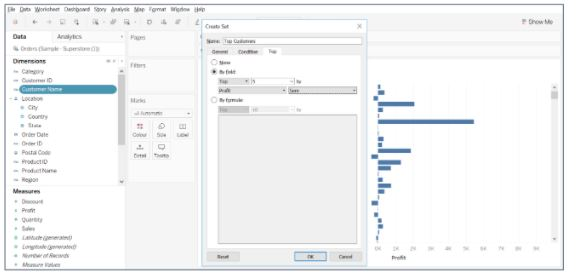 File Data Worksheet Dashboard Story Analysis Map Format Window Help
Show Me
Data Analytics
Orders (Sample - Superstore (1))
Dimensions
Category
Customer ID
Customer Name
Location
City
Country
State
Order Date
Order ID
Postal Code
Product ID
Product Name
Region
Measures
Discount
Profit
Quantity
Sales
Latitude (generated)
Longitude (generated)
Number of Records
Measure Values
Pages
Filters
Marks
Automatic
Colour Size Label
Detail Tooltip
Create Set
Name: Top Customers
General Condition Top
None
By field:
Top 5 by
Profit Sum
By formula:
Top 10 by
Reset OK Cancel
0K 1K 2K 3K 4K 5K 6K 7K 8K 9K
Profit